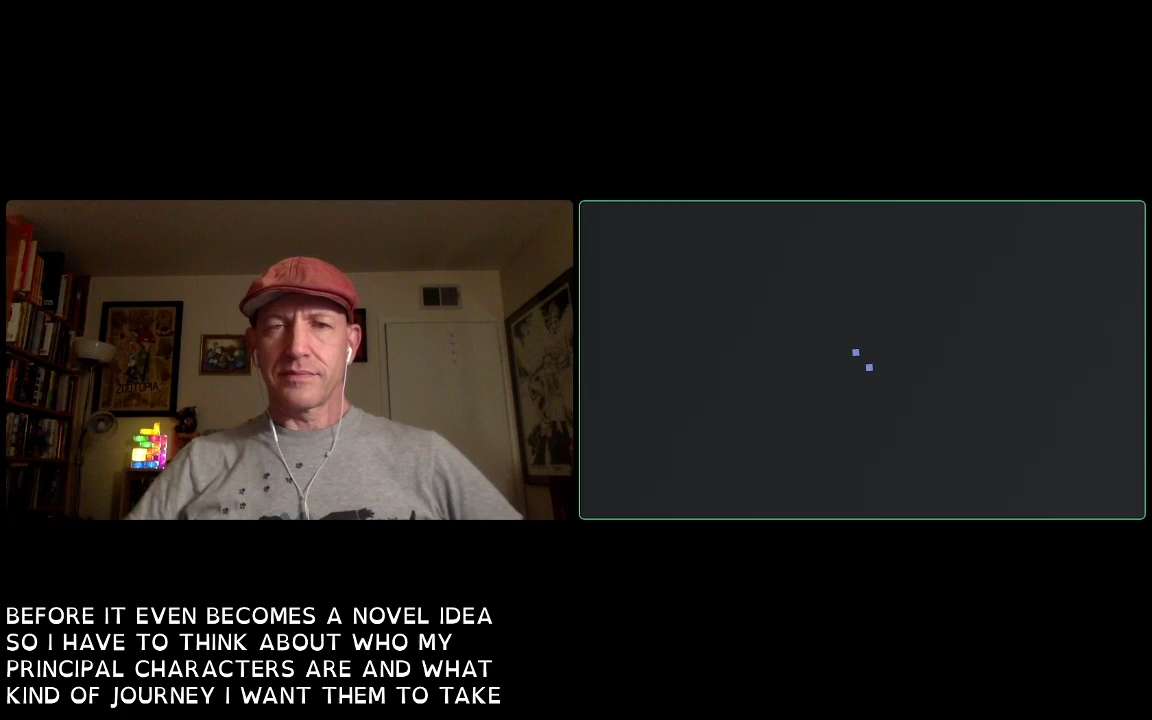 ZOOTOPIA
BEFORE IT EVEN BECOMES A NOVEL IDEA
SO I HAVE TO THINK ABOUT WHO MY
PRINCIPAL CHARACTERS ARE AND WHAT
KIND OF JOURNEY I WANT THEM TO TAKE